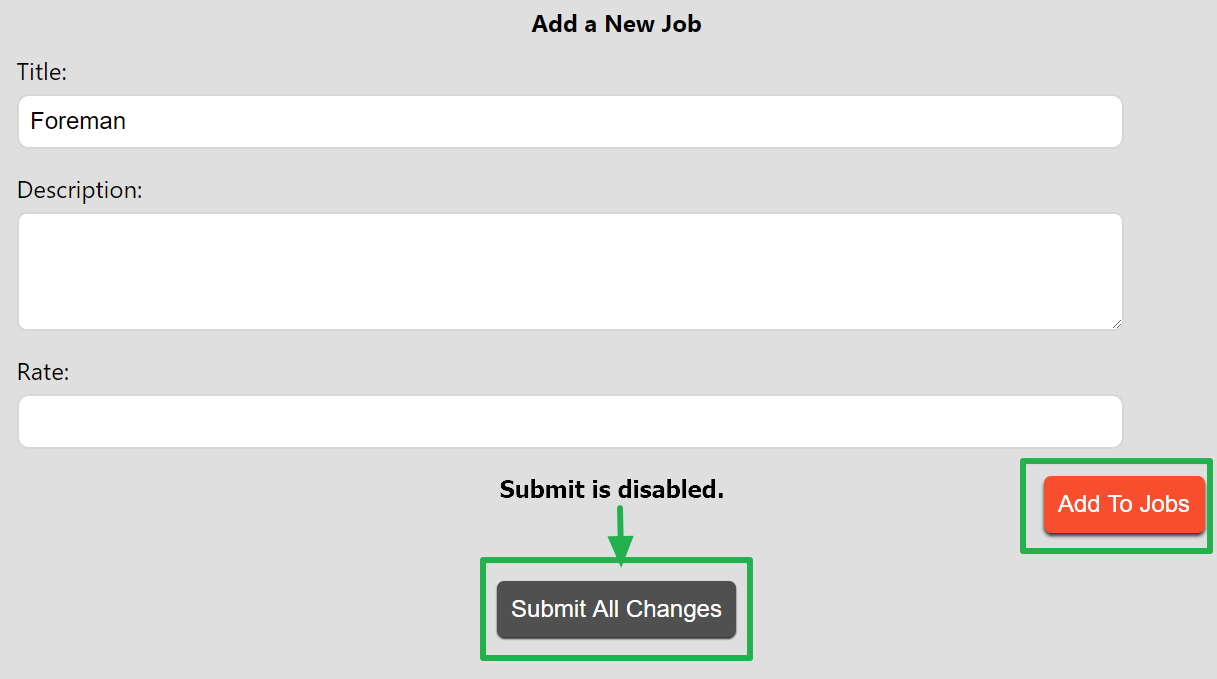 Add a New Job
Title:
Foreman
Description:
Rate:
Submit is disabled.
Add To Jobs
Submit All Changes